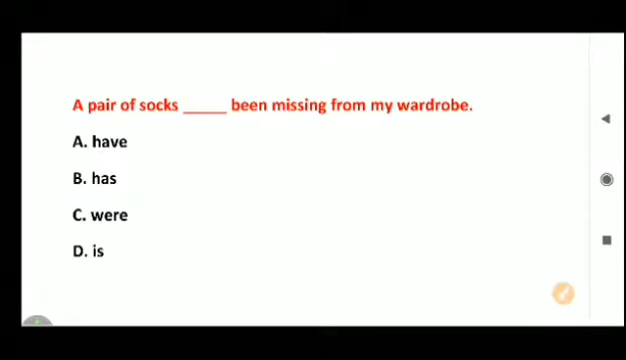 A pair of socks _____ been missing from my wardrobe.
A. have
B. has
C. were
D. is